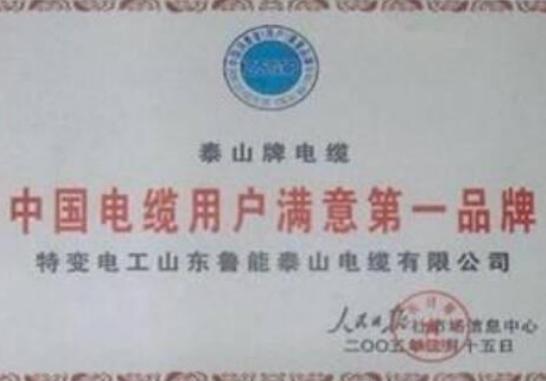 泰山牌电缆
中国电缆用户满意第一品牌
特变电工山东鲁能泰山电缆有限公司
人民日报社市场信息中心
二〇〇五年 月十五日